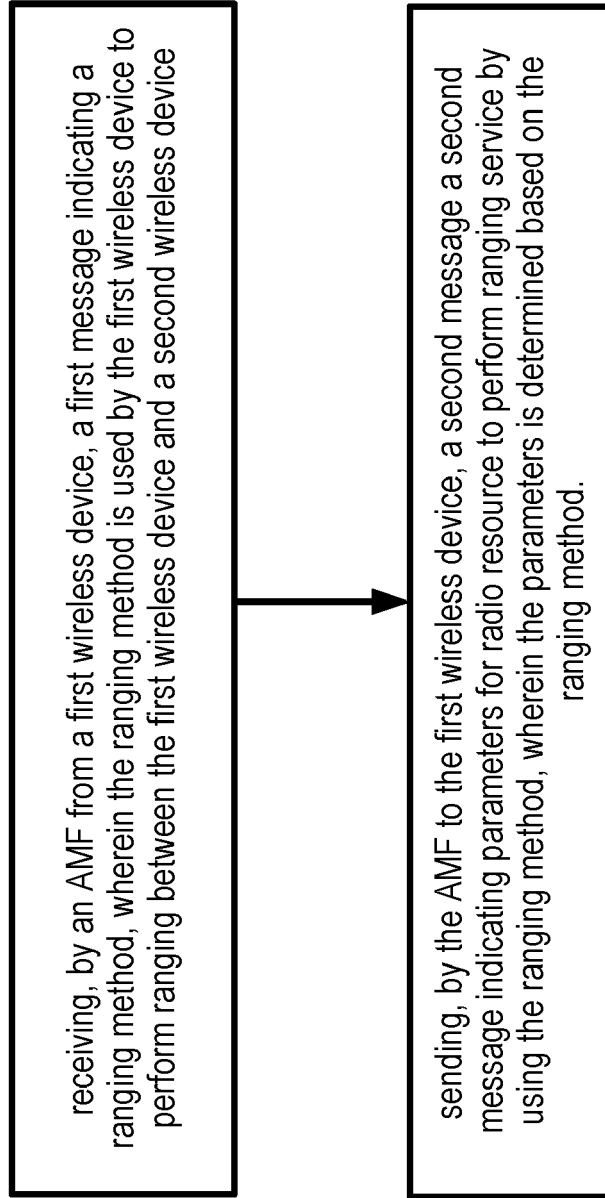 receiving, by an AMF from a first wireless device, a first message indicating a
ranging method, wherein the ranging method is used by the first wireless device to
perform ranging between the first wireless device and a second wireless device
sending, by the AMF to the first wireless device, a second message a second
message indicating parameters for radio resource to perform ranging service by
using the ranging method, wherein the parameters is determined based on the
ranging method.